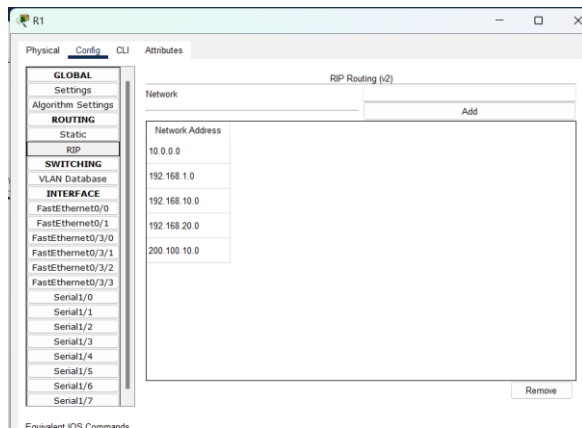 R1
Physical Config CLI Attributes
GLOBAL
Settings
Algorithm Settings
ROUTING
Static
RIP
SWITCHING
VLAN Database
INTERFACE
FastEthernet0/0
FastEthernet0/1
FastEthernet0/3/0
FastEthernet0/3/1
FastEthernet0/3/2
FastEthernet0/3/3
Serial1/0
Serial1/1
Serial1/2
Serial1/3
Serial1/4
Serial1/5
Serial1/6
Serial1/7
RIP Routing (v2)
Network
Add
Network Address
10.0.0.0
192.168.1.0
192.168.10.0
192.168.20.0
200.100.10.0
Remove
Equivalent IOS Commands